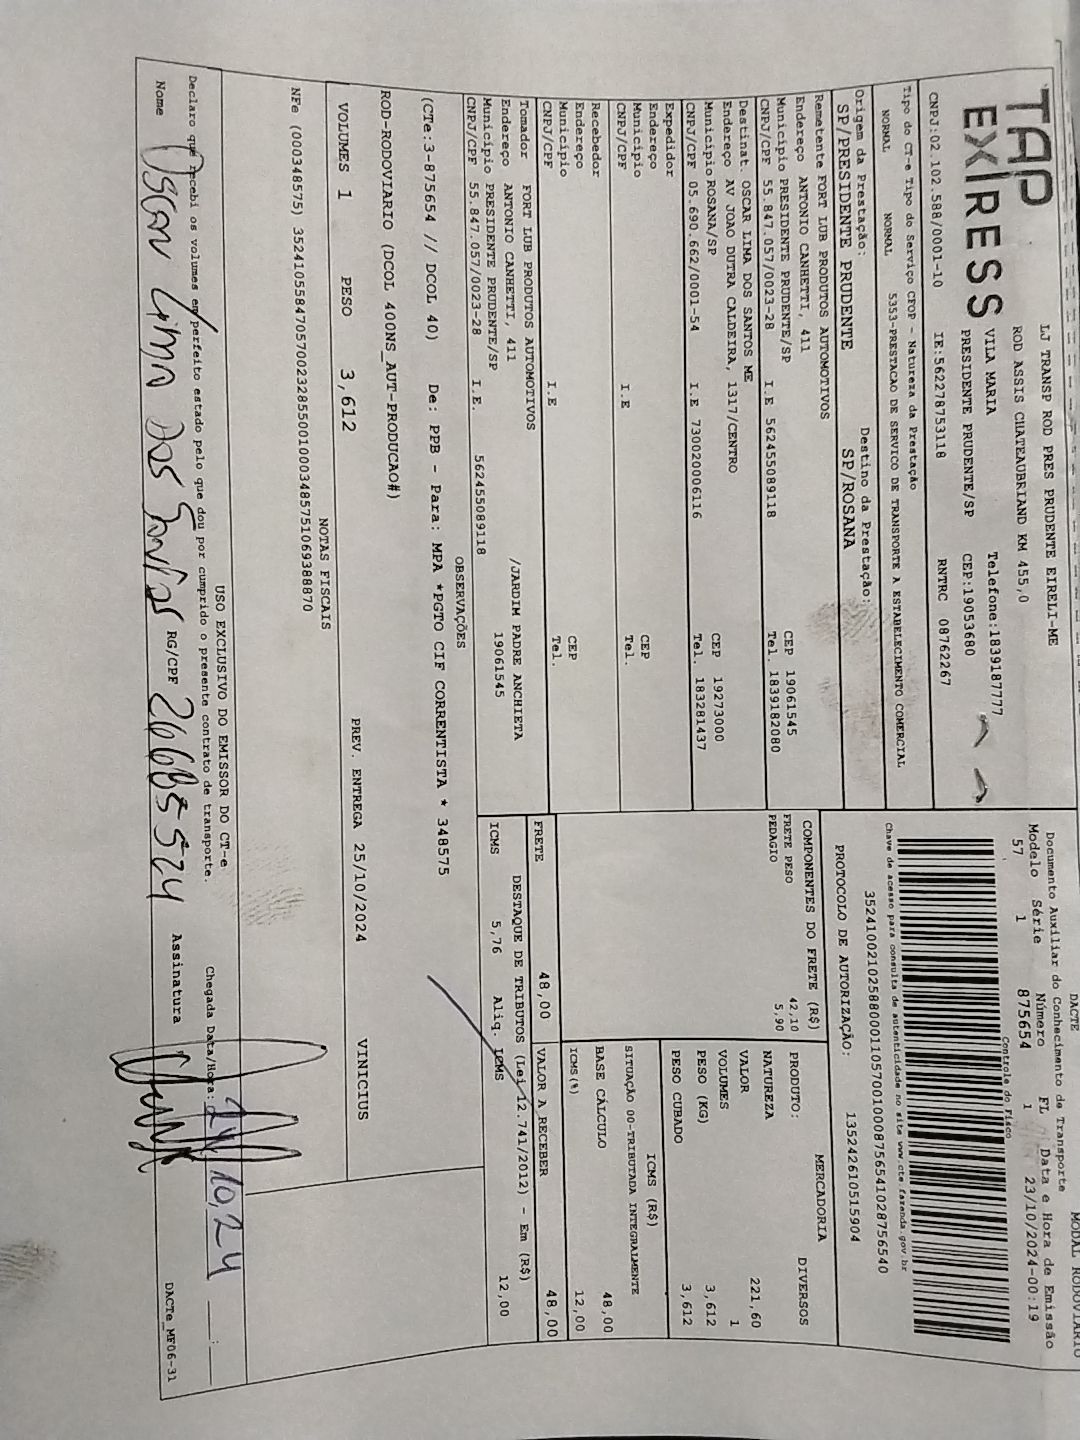 TAP
EXPRESS
LJ TRANSP ROD PRES PRUDENTE EIRELI-ME
ROD ASSIS CHATEAUBRIAND KM 455,0
VILA MARIA Telefone:1839187777
PRESIDENTE PRUDENTE/SP CEP:19053680
CNPJ:02.102.588/0001-10 IE:562278753118 RNTRC 08762267
DACTE MODAL RODOVIARIO
Documento Auxiliar do Conhecimento de Transporte
Modelo Série Número FL Data e Hora de Emissão
57 1 875654 1 23/10/2024-00:19
Controle do Fisco
Chave de acesso para consulta de autenticidade no site www.cte.fazenda.gov.br
35241002102588000110570010008756541028756540
PROTOCOLO DE AUTORIZAÇÃO: 135242610515904
Tipo do CT-e Tipo do Serviço CFOP - Natureza da Prestação
NORMAL NORMAL 5353-PRESTACAO DE SERVICO DE TRANSPORTE A ESTABELECIMENTO COMERCIAL
Origem da Prestação: Destino da Prestação:
SP/PRESIDENTE PRUDENTE SP/ROSANA
Remetente FORT LUB PRODUTOS AUTOMOTIVOS
Endereço ANTONIO CANHETTI, 411
Município PRESIDENTE PRUDENTE/SP CEP 19061545
CNPJ/CPF 55.847.057/0023-28 I.E 562455089118 Tel. 1839182080
Destinat. OSCAR LIMA DOS SANTOS ME
Endereço AV JOAO DUTRA CALDEIRA, 1317/CENTRO
Município ROSANA/SP CEP 19273000
CNPJ/CPF 05.690.662/0001-54 I.E 730020006116 Tel. 183281437
Expedidor
Endereço
Município CEP
CNPJ/CPF I.E Tel.
Recebedor
Endereço
Município CEP
CNPJ/CPF I.E Tel.
Tomador FORT LUB PRODUTOS AUTOMOTIVOS
Endereço ANTONIO CANHETTI, 411 /JARDIM PADRE ANCHIETA
Município PRESIDENTE PRUDENTE/SP 19061545
CNPJ/CPF 55.847.057/0023-28 I.E. 562455089118
COMPONENTES DO FRETE (R$)
FRETE PESO 42,10
PEDAGIO 5,90
FRETE 48,00
PRODUTO: MERCADORIA
NATUREZA DIVERSOS
VALOR 221,60
VOLUMES 1
PESO (KG) 3,612
PESO CUBADO 3,612
ICMS (R$)
SITUAÇÃO 00-TRIBUTADA INTEGRALMENTE
BASE CÁLCULO 48,00
ICMS(%) 12,00
VALOR A RECEBER 48,00
DESTAQUE DE TRIBUTOS (Lei 12.741/2012) - Em (R$)
ICMS 5,76 Aliq. ICMS 12,00
OBSERVAÇÕES
(CTe:3-875654 // DCOL 40) De: PPB - Para: MPA *PGTO CIF CORRENTISTA * 348575
ROD-RODOVIARIO (DCOL 400NS_AUT-PRODUCAO#)
VOLUMES 1 PESO 3,612 PREV. ENTREGA 25/10/2024 VINICIUS
NOTAS FISCAIS
NFe (000348575) 35241055847057002328550010003485751069388870
USO EXCLUSIVO DO EMISSOR DO CT-e
Declaro que recebi os volumes em perfeito estado pelo que dou por cumprido o presente contrato de transporte. Chegada Data/Hora: 24/10/24 __:__
Nome Oscar Lima dos Santos RG/CPF 26685524 Assinatura
DACTe_MF06-31